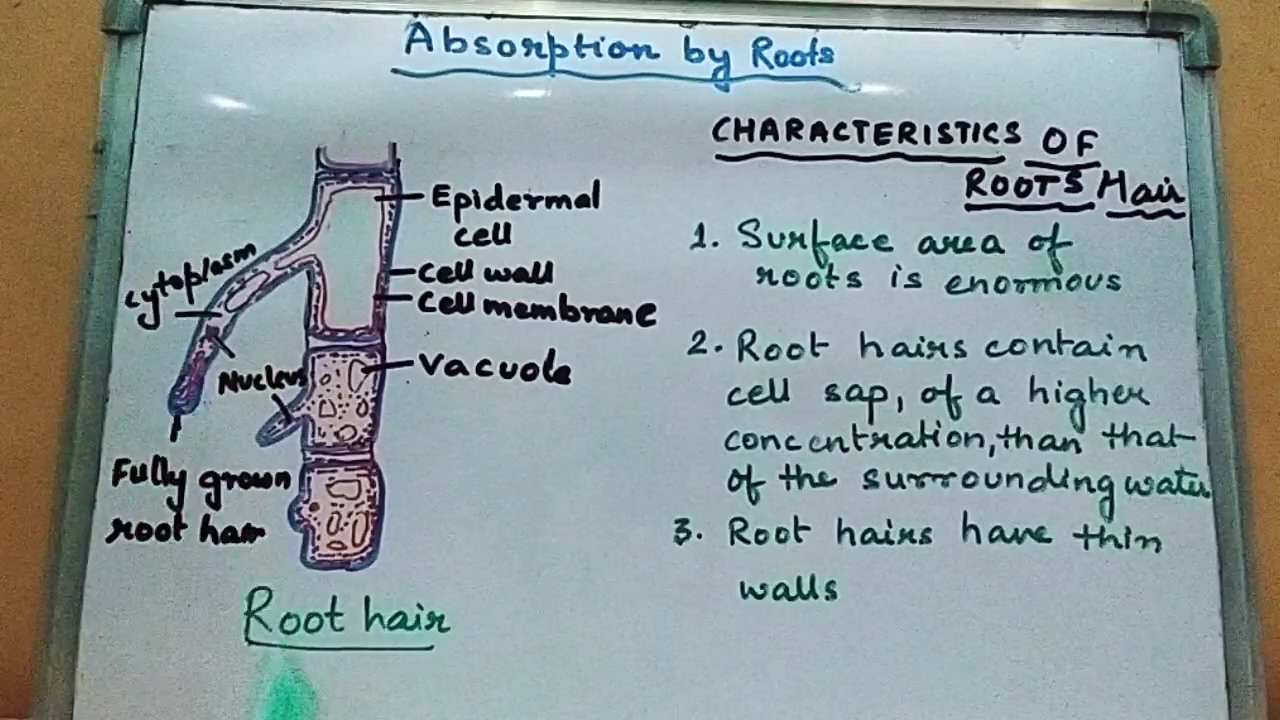 Absorption by Roots
Epidermal
cell
Cell wall
Cell membrane
Vacuole
Cytoplasm
Nucleus
Fully grown
root hair
Root hair
CHARACTERISTICS OF
ROOTS Hair
1. Surface area of
roots is enormous
2. Root hairs contain
cell sap, of a higher
concentration, than that
of the surrounding water
3. Root hairs have thin
walls